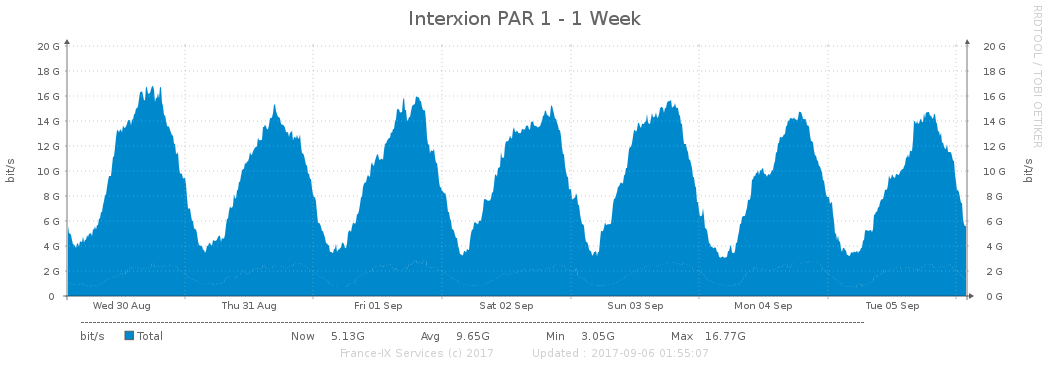 Interxion PAR 1 - 1 Week
RRDTOOL / TOBI OETIKER
20 G 20 G
18 G 18 G
16 G 16 G
14 G 14 G
12 G 12 G
10 G 10 G
8 G 8 G
6 G 6 G
4 G 4 G
2 G 2 G
0 0 G
bit/s
bit/s
Wed 30 Aug Thu 31 Aug Fri 01 Sep Sat 02 Sep Sun 03 Sep Mon 04 Sep Tue 05 Sep
bit/s Total Now 5.13G Avg 9.65G Min 3.05G Max 16.77G
France-IX Services (c) 2017 Updated : 2017-09-06 01:55:07